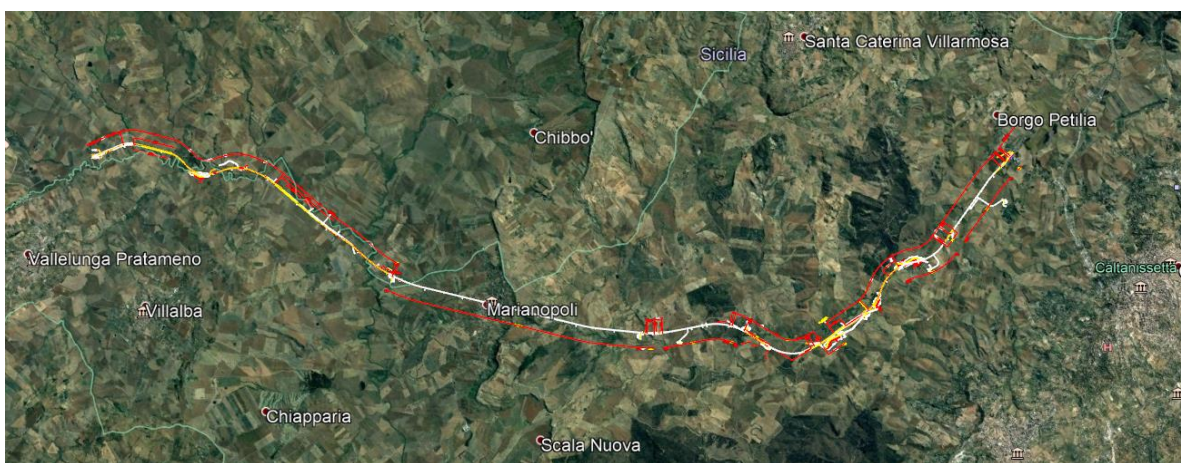 Santa Caterina Villarmosa
Sicilia
Borgo Petilia
Chibbo'
Vallelunga Pratameno
Caltanissetta
Villalba
Marianopoli
Chiapparia
Scala Nuova